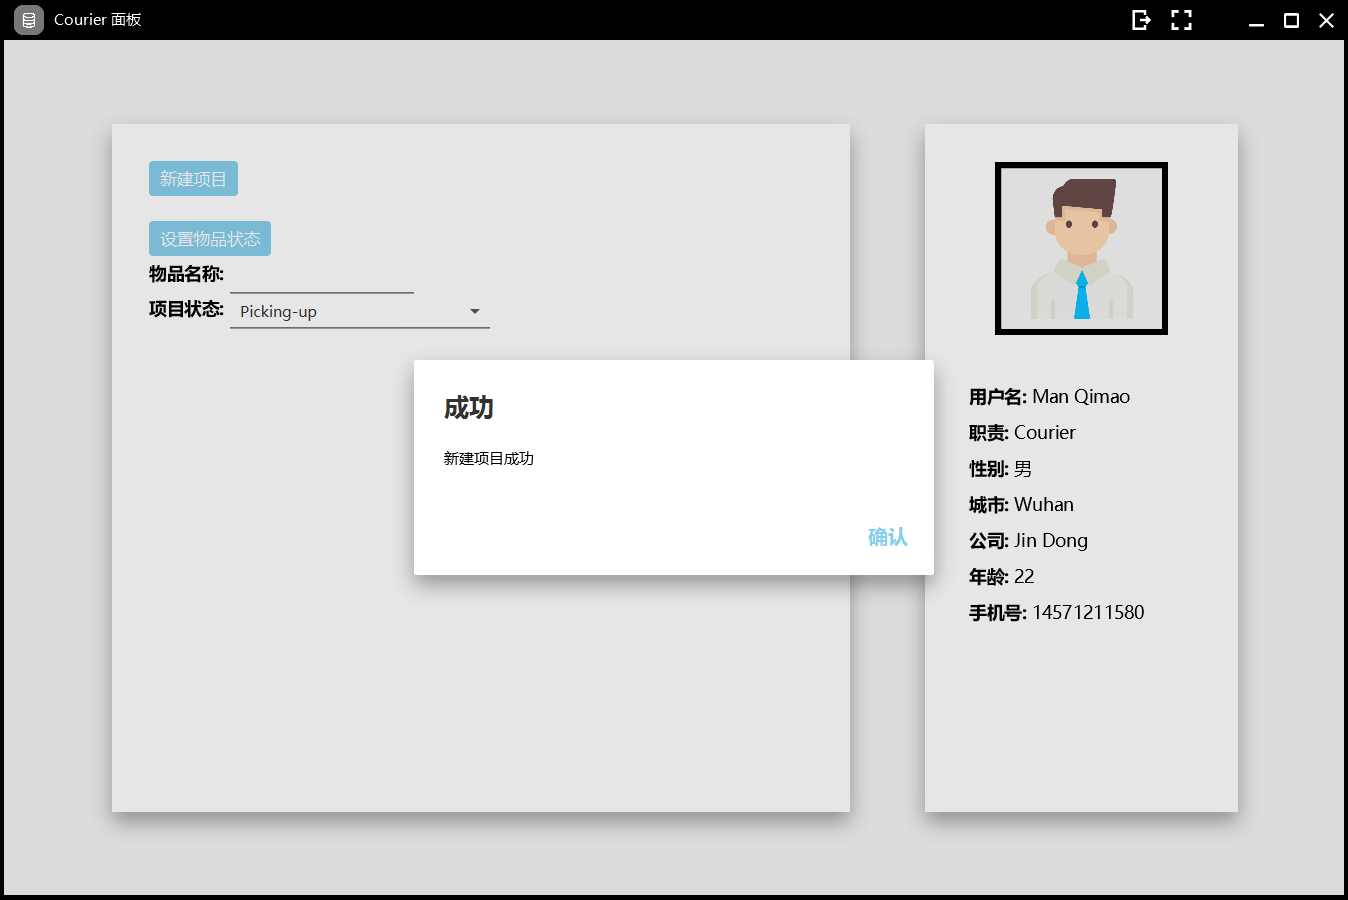 Courier 面板
新建项目
设置物品状态
物品名称:
项目状态: Picking-up
成功
新建项目成功
确认
用户名: Man Qimao
职责: Courier
性别: 男
城市: Wuhan
公司: Jin Dong
年龄: 22
手机号: 14571211580